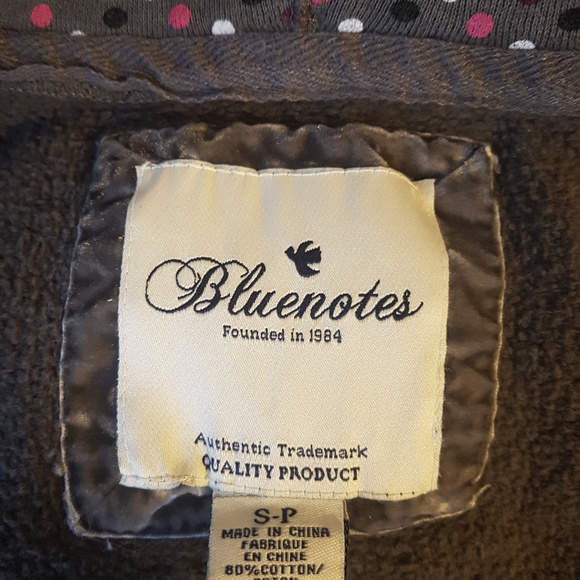 Bluenotes
Founded in 1984
Authentic Trademark
QUALITY PRODUCT
S-P
MADE IN CHINA
FABRIQUE
EN CHINE
80%COTTON/